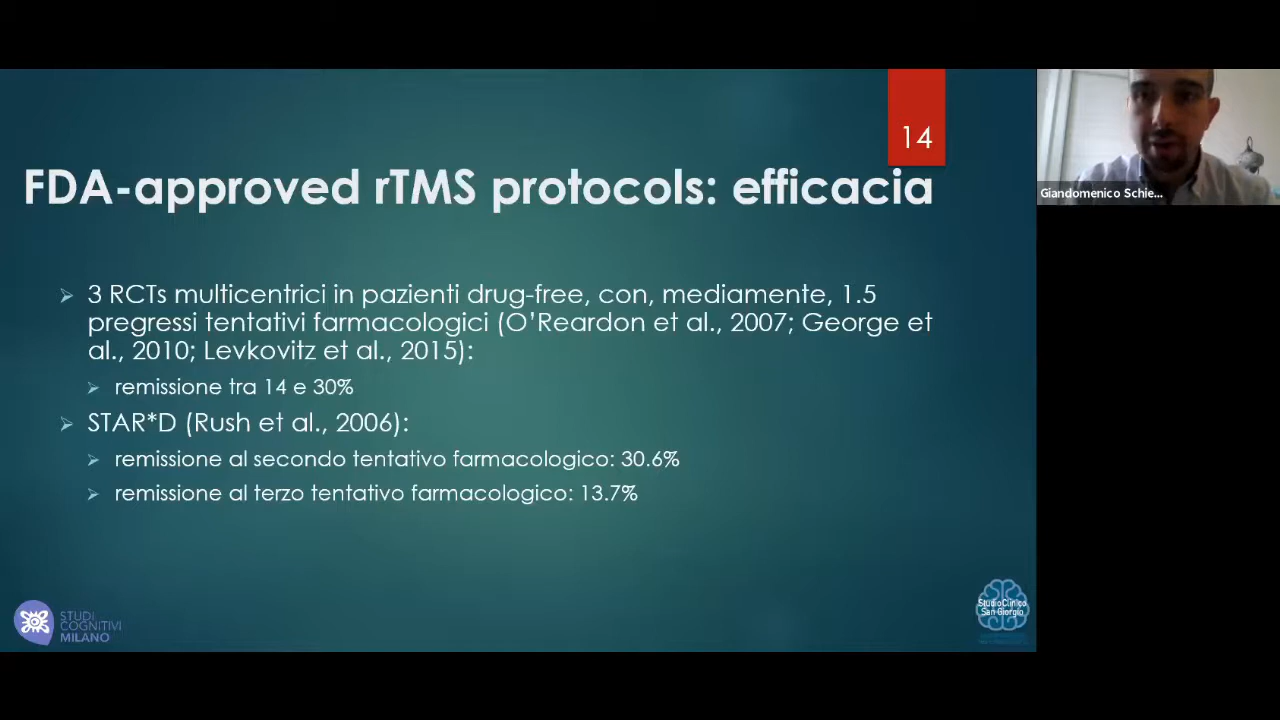 14
FDA-approved rTMS protocols: efficacia
3 RCTs multicentrici in pazienti drug-free, con, mediamente, 1.5
pregressi tentativi farmacologici (O’Reardon et al., 2007; George et
al., 2010; Levkovitz et al., 2015):
remissione tra 14 e 30%
STAR*D (Rush et al., 2006):
remissione al secondo tentativo farmacologico: 30.6%
remissione al terzo tentativo farmacologico: 13.7%
Giandomenico Schie...
STUDI
COGNITIVI
MILANO
StudioClinico
San Giorgio